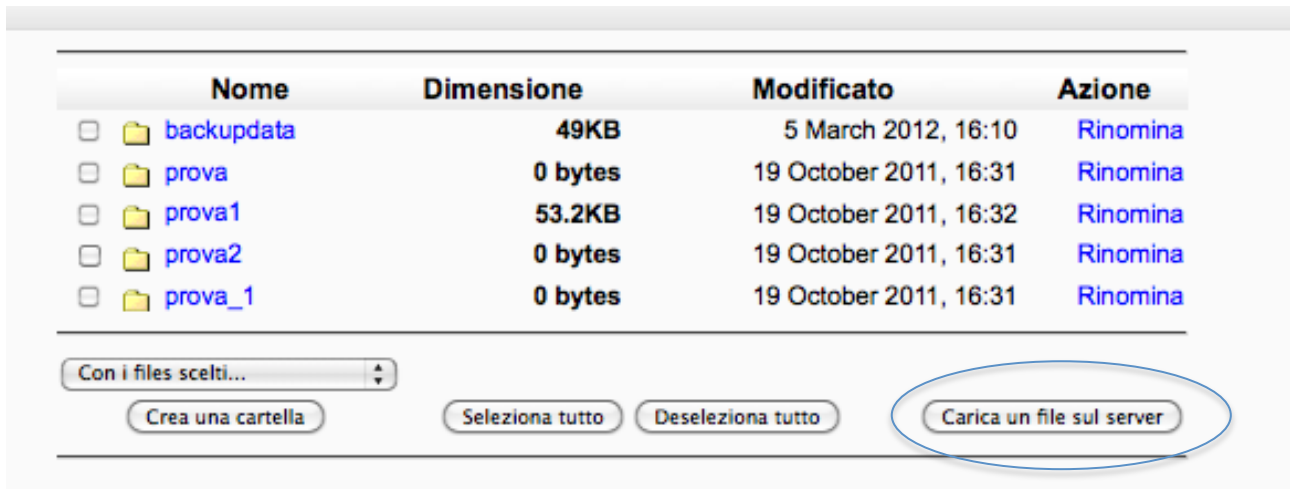 Nome Dimensione Modificato Azione
backupdata 49KB 5 March 2012, 16:10 Rinomina
prova 0 bytes 19 October 2011, 16:31 Rinomina
prova1 53.2KB 19 October 2011, 16:32 Rinomina
prova2 0 bytes 19 October 2011, 16:31 Rinomina
prova_1 0 bytes 19 October 2011, 16:31 Rinomina
Con i files scelti...
Crea una cartella Seleziona tutto Deseleziona tutto Carica un file sul server